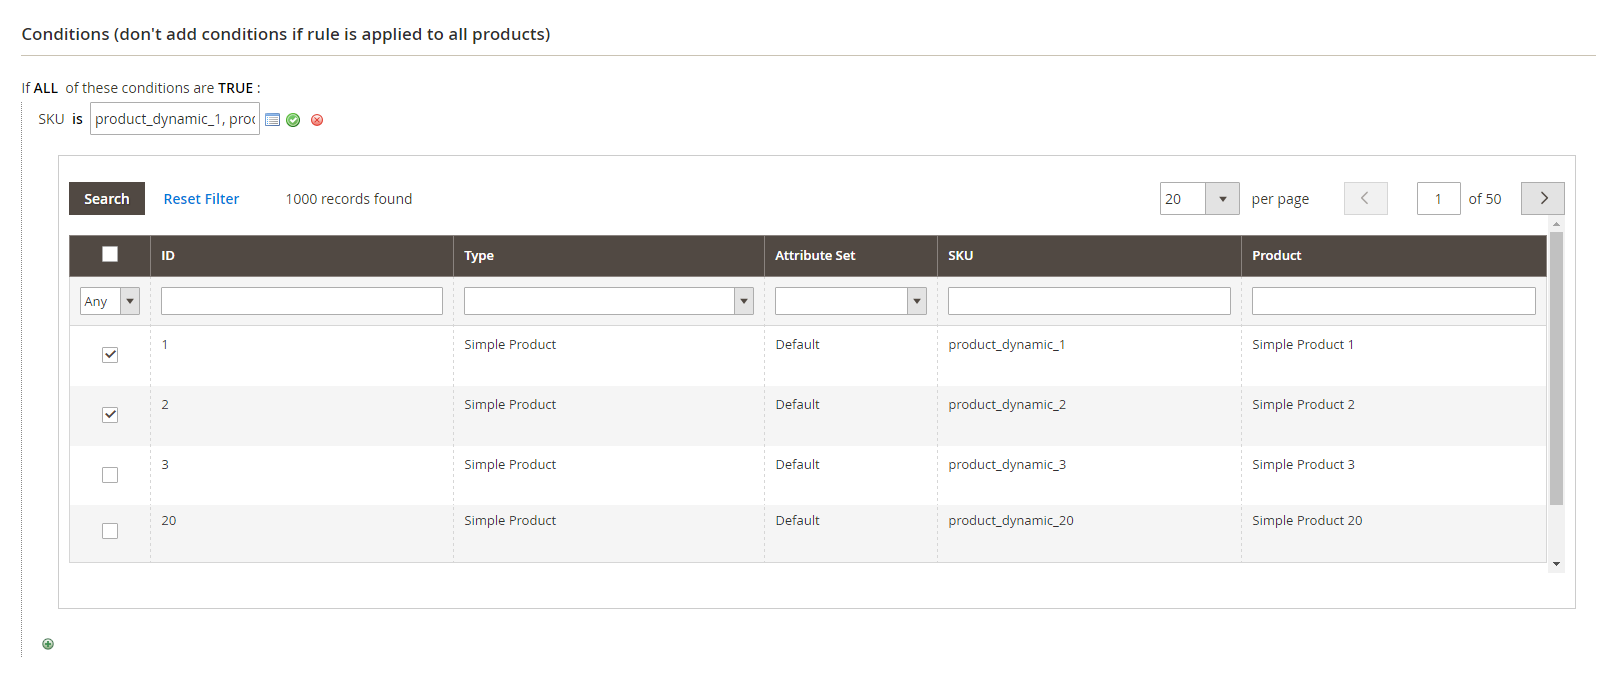 Conditions (don't add conditions if rule is applied to all products)
If ALL of these conditions are TRUE :
SKU is product_dynamic_1, proc
Search Reset Filter 1000 records found 20 per page 1 of 50
ID Type Attribute Set SKU Product
Any
1 Simple Product Default product_dynamic_1 Simple Product 1
2 Simple Product Default product_dynamic_2 Simple Product 2
3 Simple Product Default product_dynamic_3 Simple Product 3
20 Simple Product Default product_dynamic_20 Simple Product 20